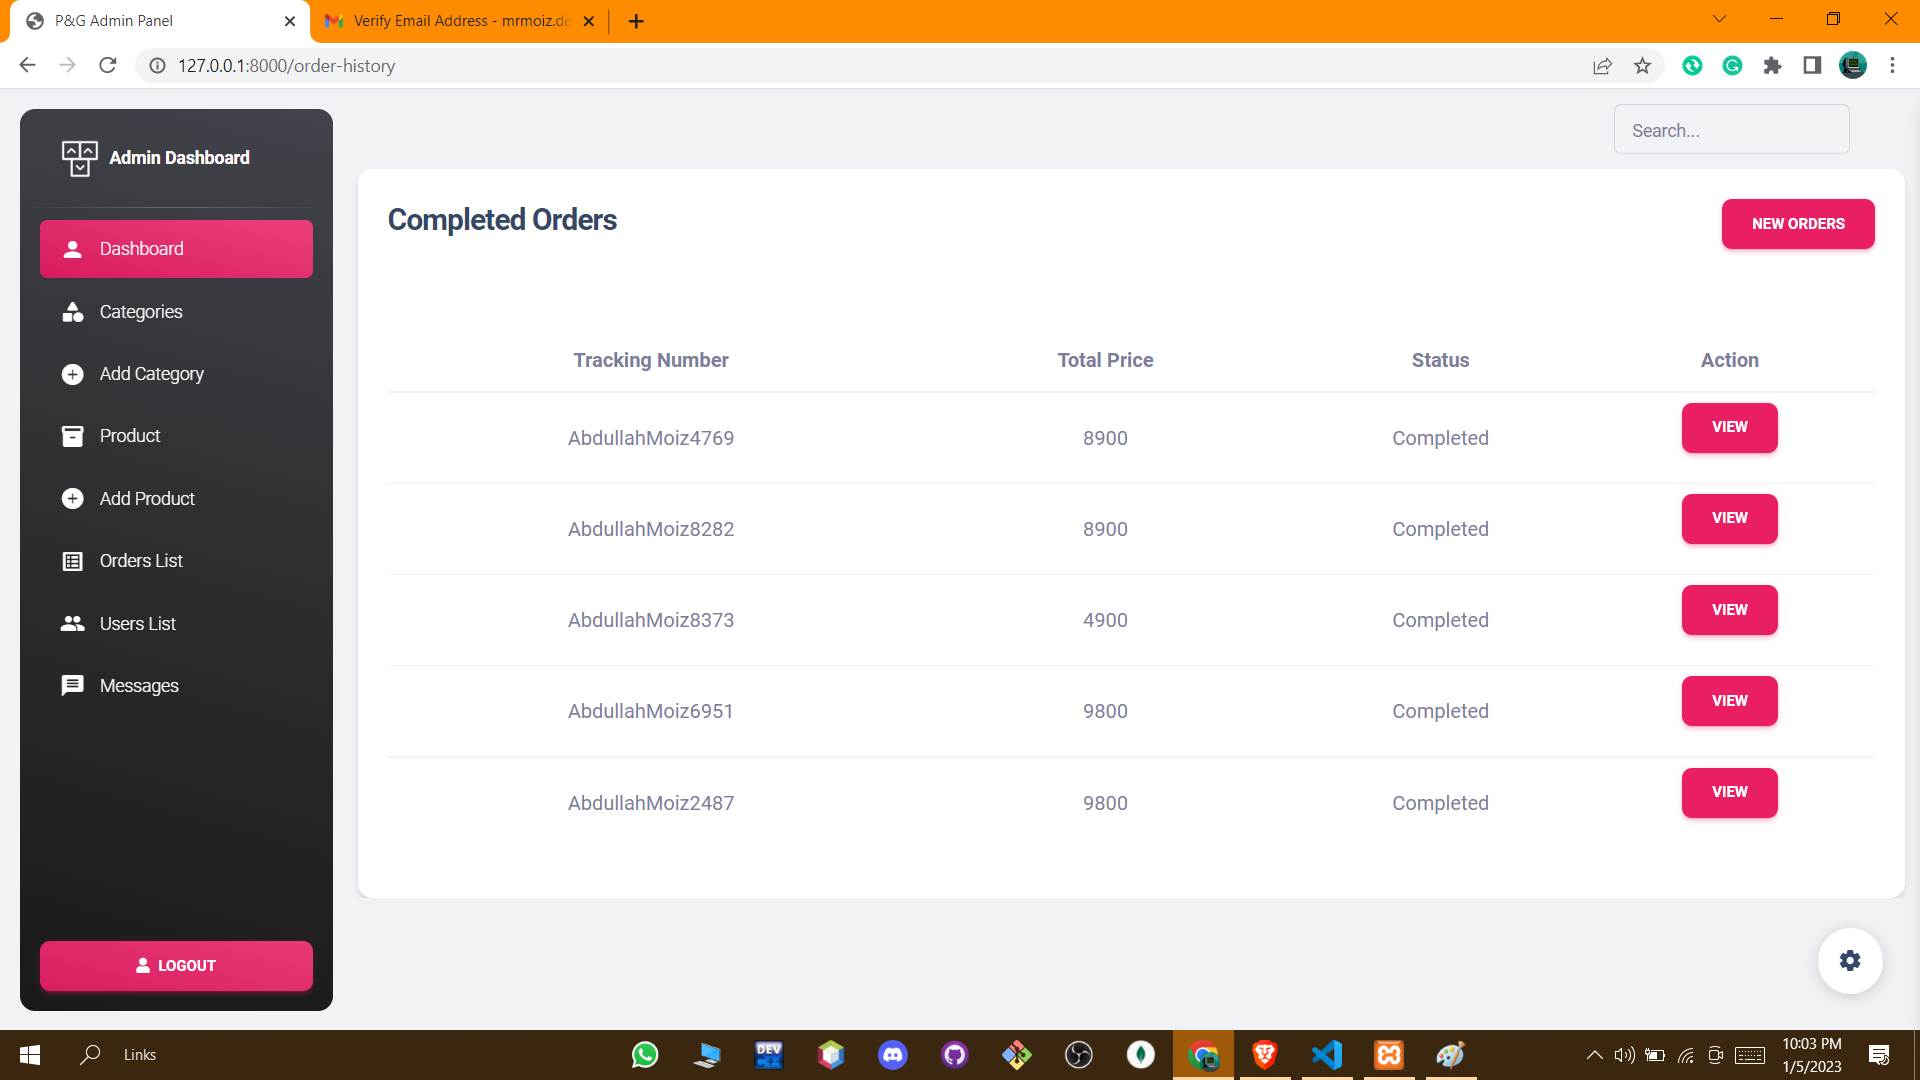 P&G Admin Panel
Verify Email Address - mrmoiz.de
127.0.0.1:8000/order-history
Admin Dashboard
Search...
Completed Orders
NEW ORDERS
Dashboard
Categories
Add Category
Product
Add Product
Orders List
Users List
Messages
LOGOUT
Tracking Number Total Price Status Action
AbdullahMoiz4769 8900 Completed VIEW
AbdullahMoiz8282 8900 Completed VIEW
AbdullahMoiz8373 4900 Completed VIEW
AbdullahMoiz6951 9800 Completed VIEW
AbdullahMoiz2487 9800 Completed VIEW
Links
DEV
C++
10:03 PM
1/5/2023